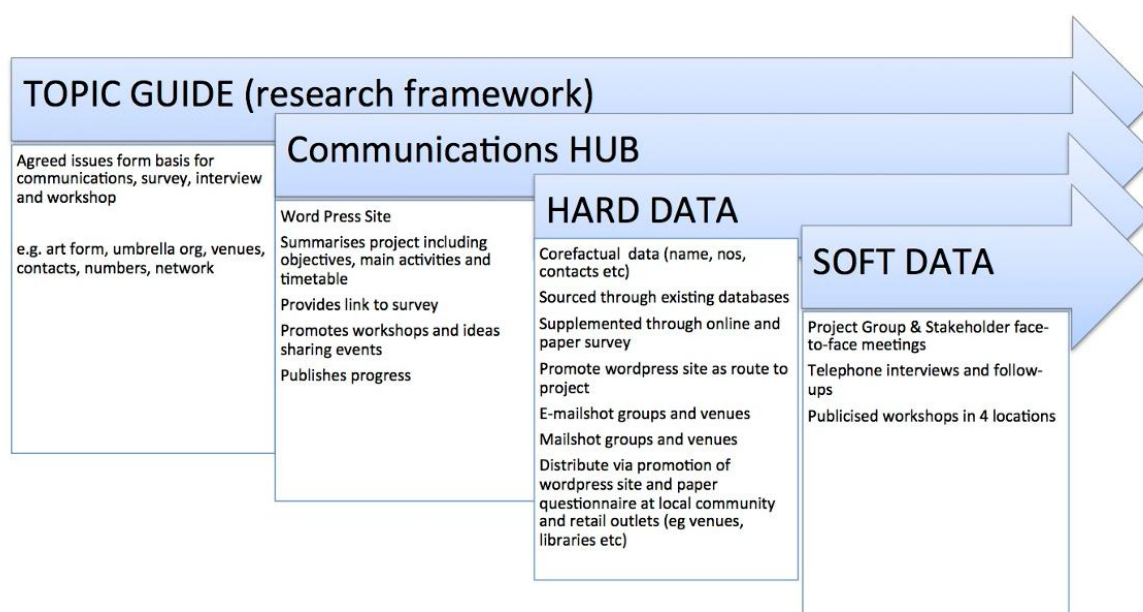 TOPIC GUIDE (research framework)
Agreed issues form basis for
communications, survey, interview
and workshop
e.g. art form, umbrella org, venues,
contacts, numbers, network
Communications HUB
Word Press Site
Summarises project including
objectives, main activities and
timetable
Provides link to survey
Promotes workshops and ideas
sharing events
Publishes progress
HARD DATA
Corefactual data (name, nos,
contacts etc)
Sourced through existing databases
Supplemented through online and
paper survey
Promote wordpress site as route to
project
E-mailshot groups and venues
Mailshot groups and venues
Distribute via promotion of
wordpress site and paper
questionnaire at local community
and retail outlets (eg venues,
libraries etc)
SOFT DATA
Project Group & Stakeholder face-
to-face meetings
Telephone interviews and follow-
ups
Publicised workshops in 4 locations